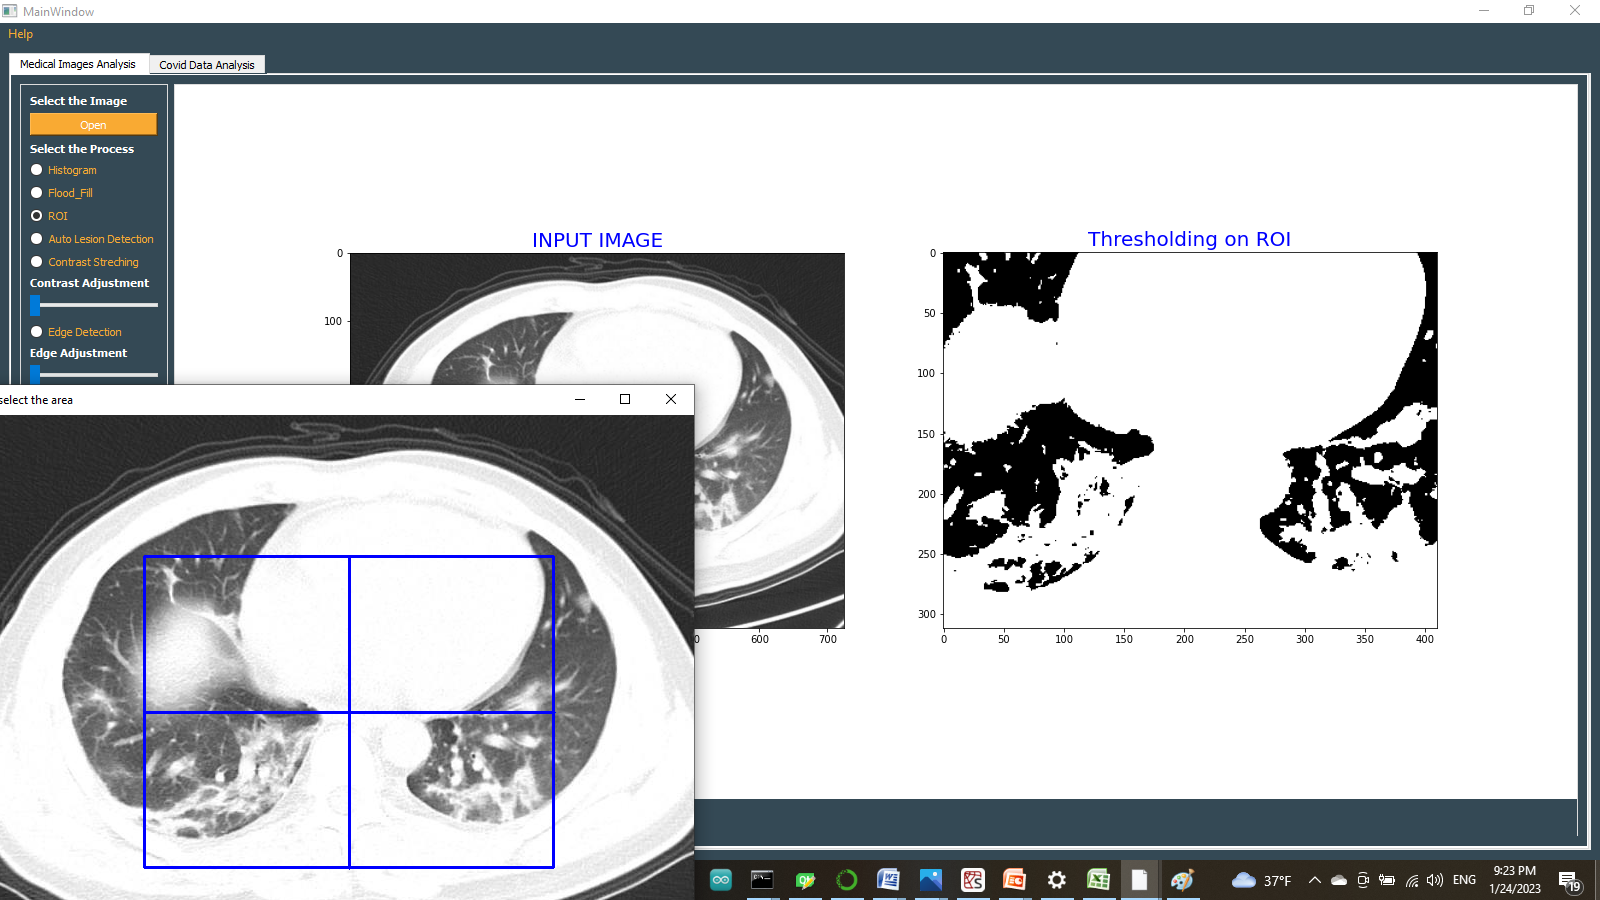 MainWindow
Help
Medical Images Analysis
Covid Data Analysis
Select the Image
Open
Select the Process
Histogram
Flood_Fill
ROI
Auto Lesion Detection
Contrast Streching
Contrast Adjustment
Edge Detection
Edge Adjustment
INPUT IMAGE
0
100
600
700
Thresholding on ROI
0
50
100
150
200
250
300
0
50
100
150
200
250
300
350
400
select the area
37°F
ENG
9:23 PM
1/24/2023
19